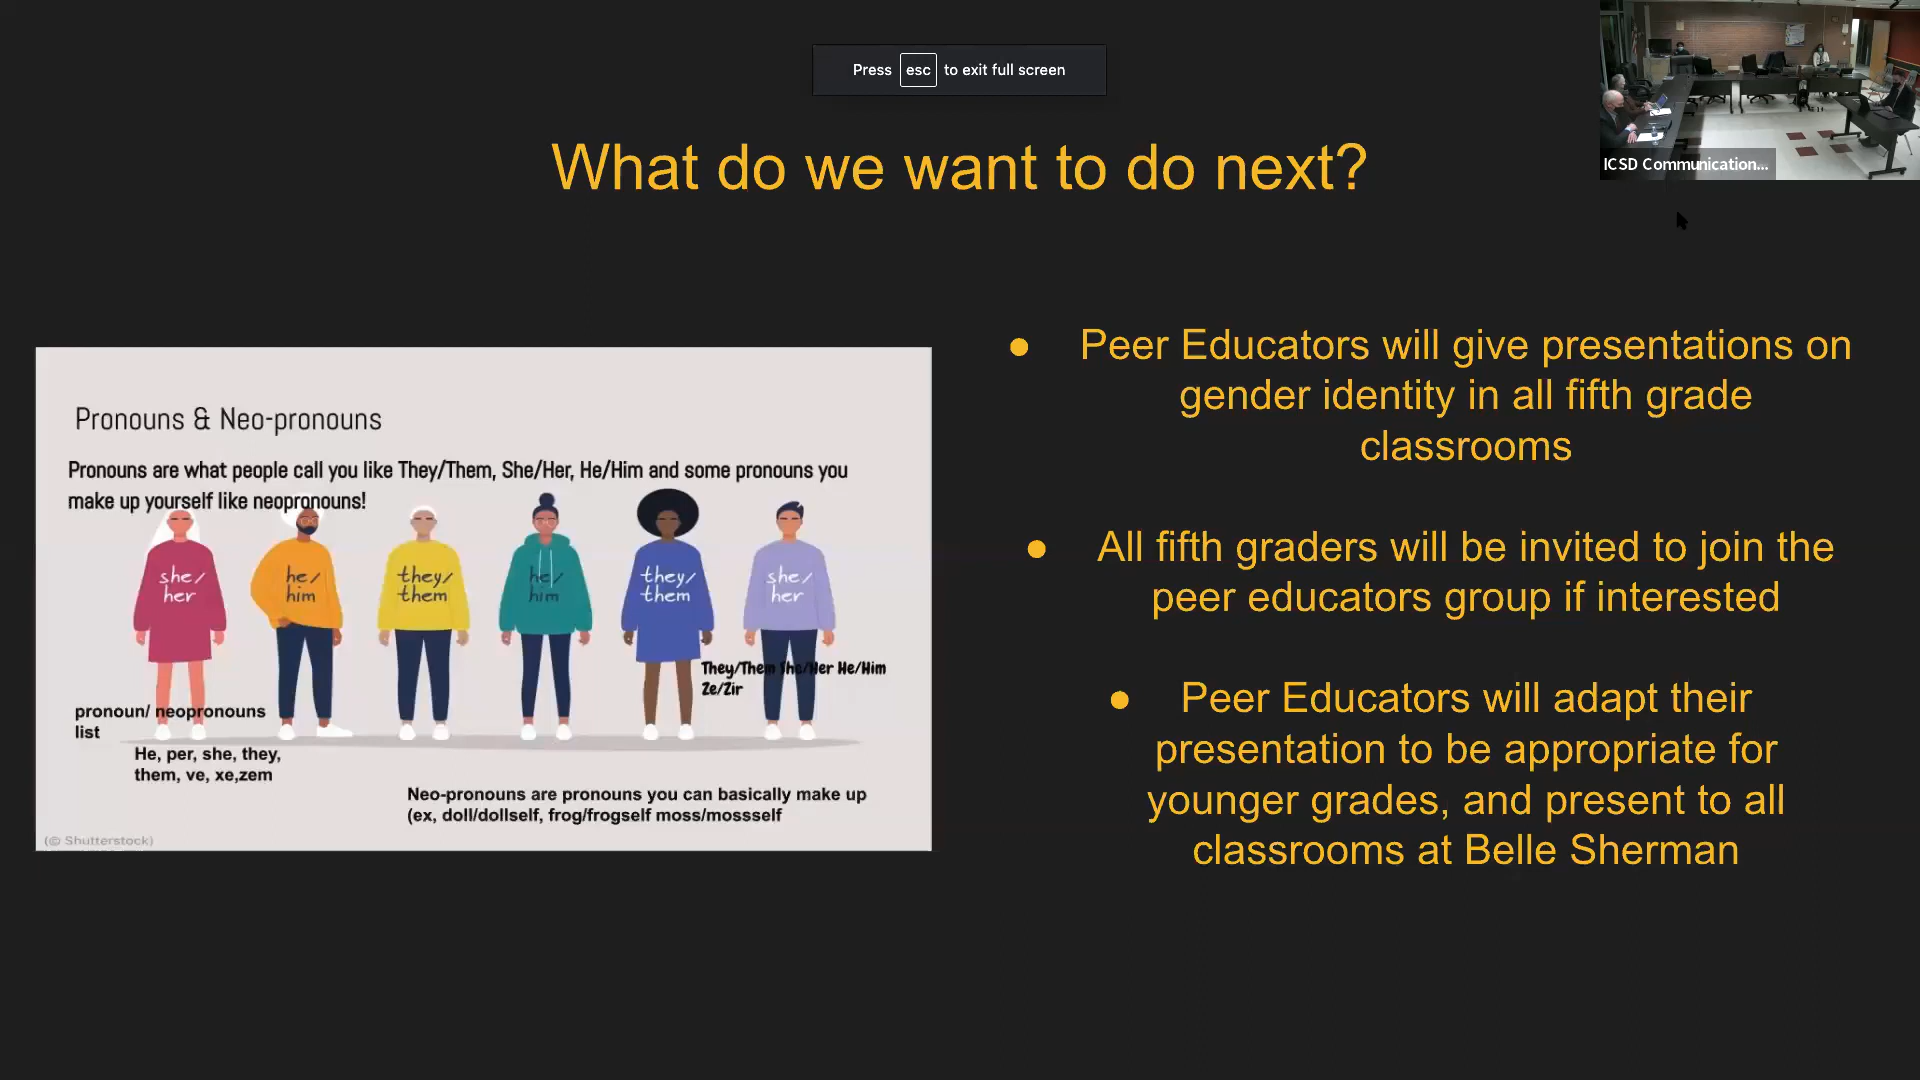 Press esc to exit full screen
ICSD Communication...
What do we want to do next?
Pronouns & Neo-pronouns
Pronouns are what people call you like They/Them, She/Her, He/Him and some pronouns you
make up yourself like neopronouns!
she/
her
he/
him
they/
them
he/
him
they/
them
she/
her
They/Them She/Her He/Him
Ze/Zir
pronoun/ neopronouns
list
He, per, she, they,
them, ve, xe,zem
Neo-pronouns are pronouns you can basically make up
(ex, doll/dollself, frog/frogself moss/mossself
(© Shutterstock)
● Peer Educators will give presentations on
gender identity in all fifth grade
classrooms
● All fifth graders will be invited to join the
peer educators group if interested
● Peer Educators will adapt their
presentation to be appropriate for
younger grades, and present to all
classrooms at Belle Sherman